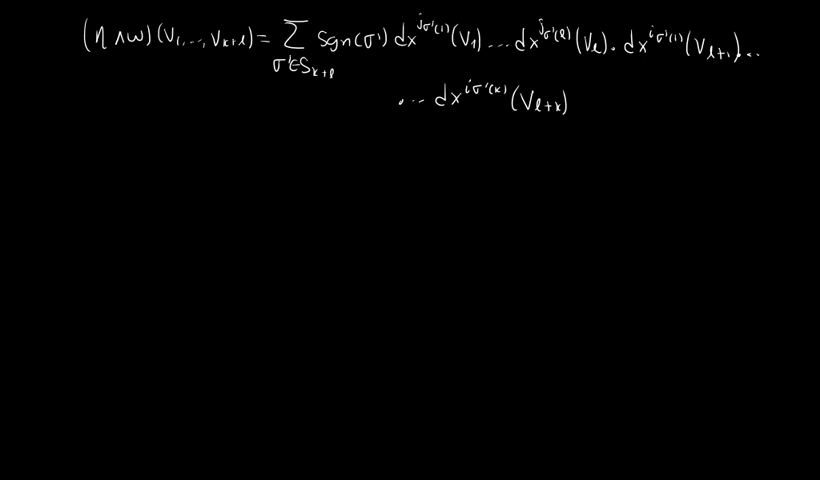 (η∧ω)(V₁,...,V_{k+l}) = ∑_{σ'∈S_{k+l}} sgn(σ') dx^{j_{σ'(1)}}(V₁) ... dx^{j_{σ'(l)}}(V_l) · dx^{i_{σ'(1)}}(V_{l+1}) ...
... dx^{i_{σ'(k)}}(V_{l+k})